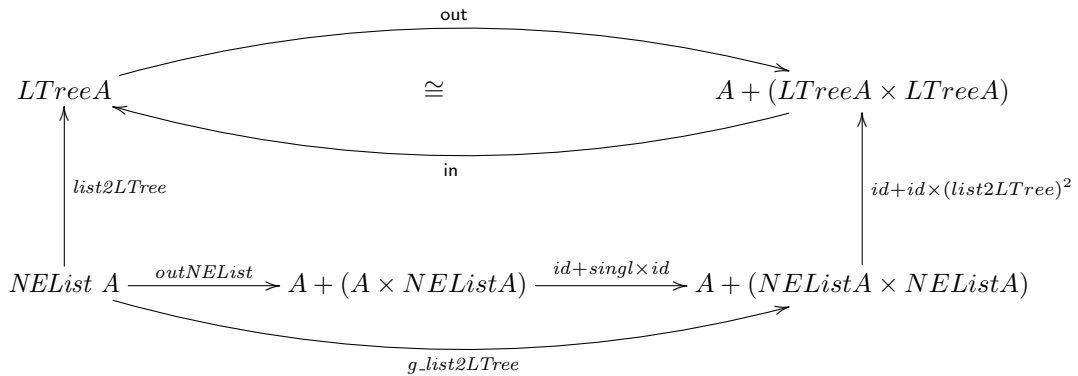 out
LTreeA ≅ A + (LTreeA × LTreeA)
in
list2LTree id+id×(list2LTree)²
outNEList id+singl×id
NEList A A + (A × NEListA) A + (NEListA × NEListA)
g_list2LTree